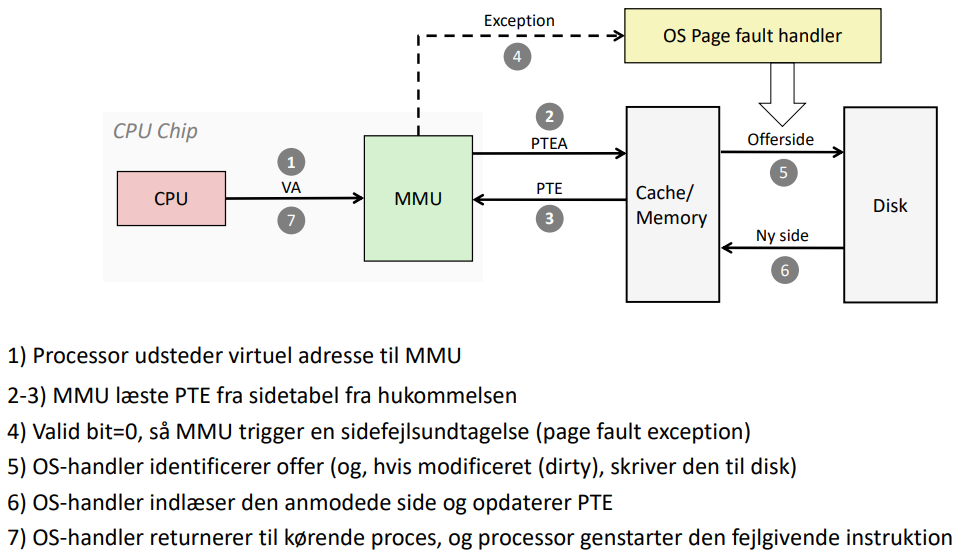 Exception
OS Page fault handler
4
CPU Chip
2
PTEA
Offerside
5
1
VA
CPU
MMU
PTE
3
Cache/
Memory
Disk
7
Ny side
6
1) Processor udsteder virtuel adresse til MMU
2-3) MMU læste PTE fra sidetabel fra hukommelsen
4) Valid bit=0, så MMU trigger en sidefejlsundtagelse (page fault exception)
5) OS-handler identificerer offer (og, hvis modificeret (dirty), skriver den til disk)
6) OS-handler indlæser den anmodede side og opdaterer PTE
7) OS-handler returnerer til kørende proces, og processor genstarter den fejlgivende instruktion